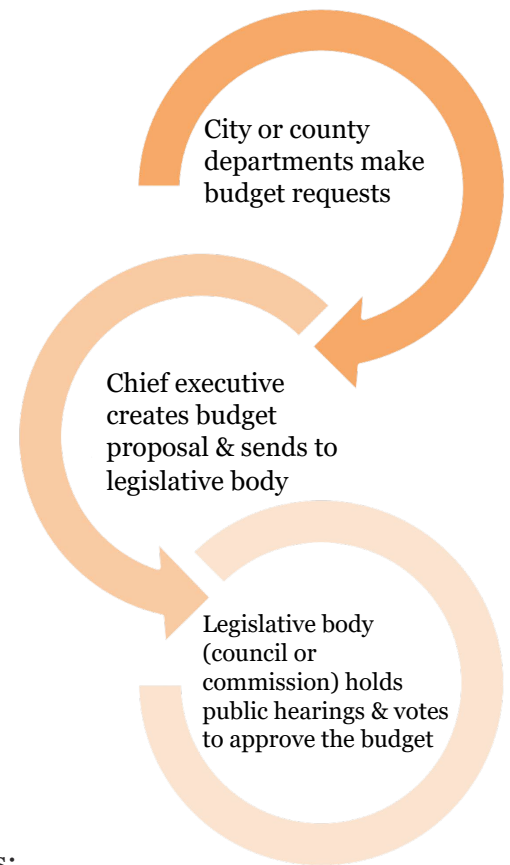 City or county
departments make
budget requests
Chief executive
creates budget
proposal & sends to
legislative body
Legislative body
(council or
commission) holds
public hearings & votes
to approve the budget
s: